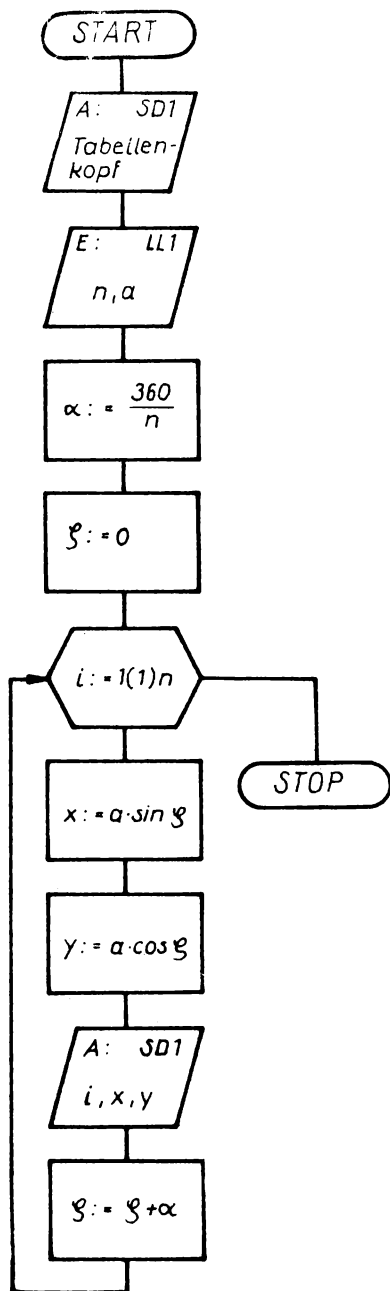 START
A: SD1
Tabellen-
kopf
E: LL1
n, a
α := 360/n
φ := 0
i := 1(1)n
x := a·sin φ
STOP
y := a·cos φ
A: SD1
i, x, y
φ := φ+α